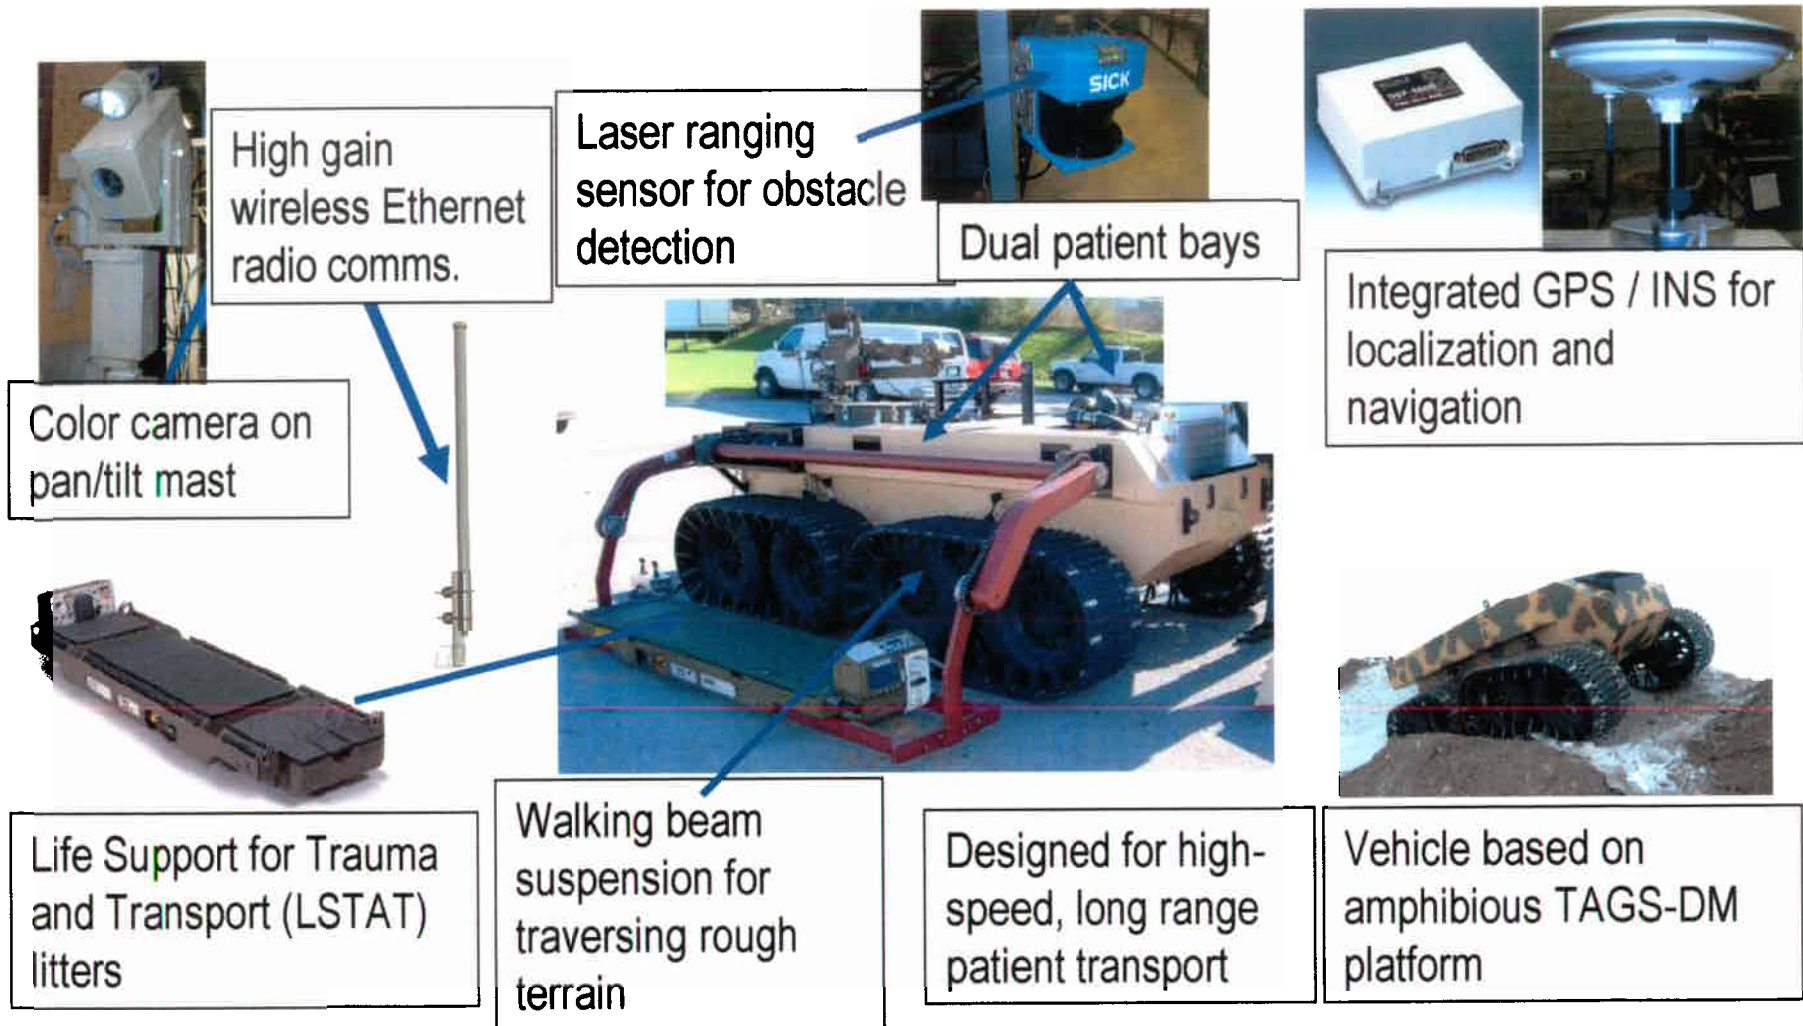 SICK
High gain
wireless Ethernet
radio comms.
Laser ranging
sensor for obstacle
detection
Dual patient bays
Integrated GPS / INS for
localization and
navigation
Color camera on
pan/tilt mast
Life Support for Trauma
and Transport (LSTAT)
litters
Walking beam
suspension for
traversing rough
terrain
Designed for high-
speed, long range
patient transport
Vehicle based on
amphibious TAGS-DM
platform